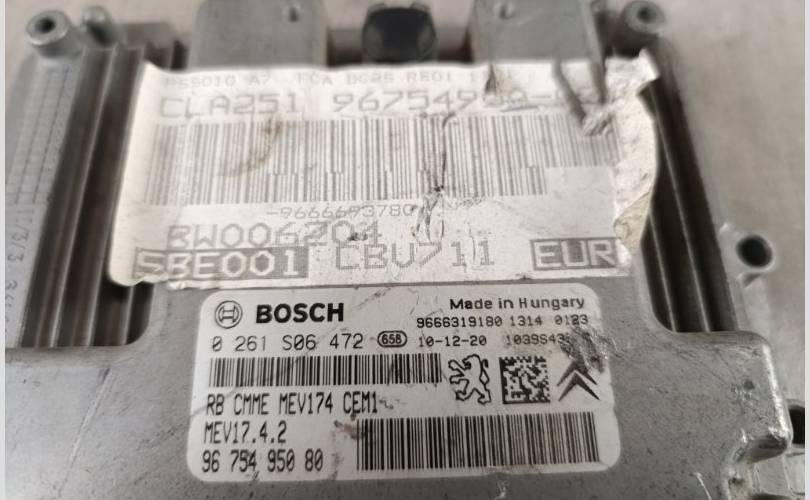 CLA251
-9666693780
BW006204
SBE001 CBV711 EUR
BOSCH Made in Hungary
9666319180 1314 0123
0 261 S06 472 658 10-12-20
RB CMME MEV174 CEM1
MEV17.4.2
96 754 950 80